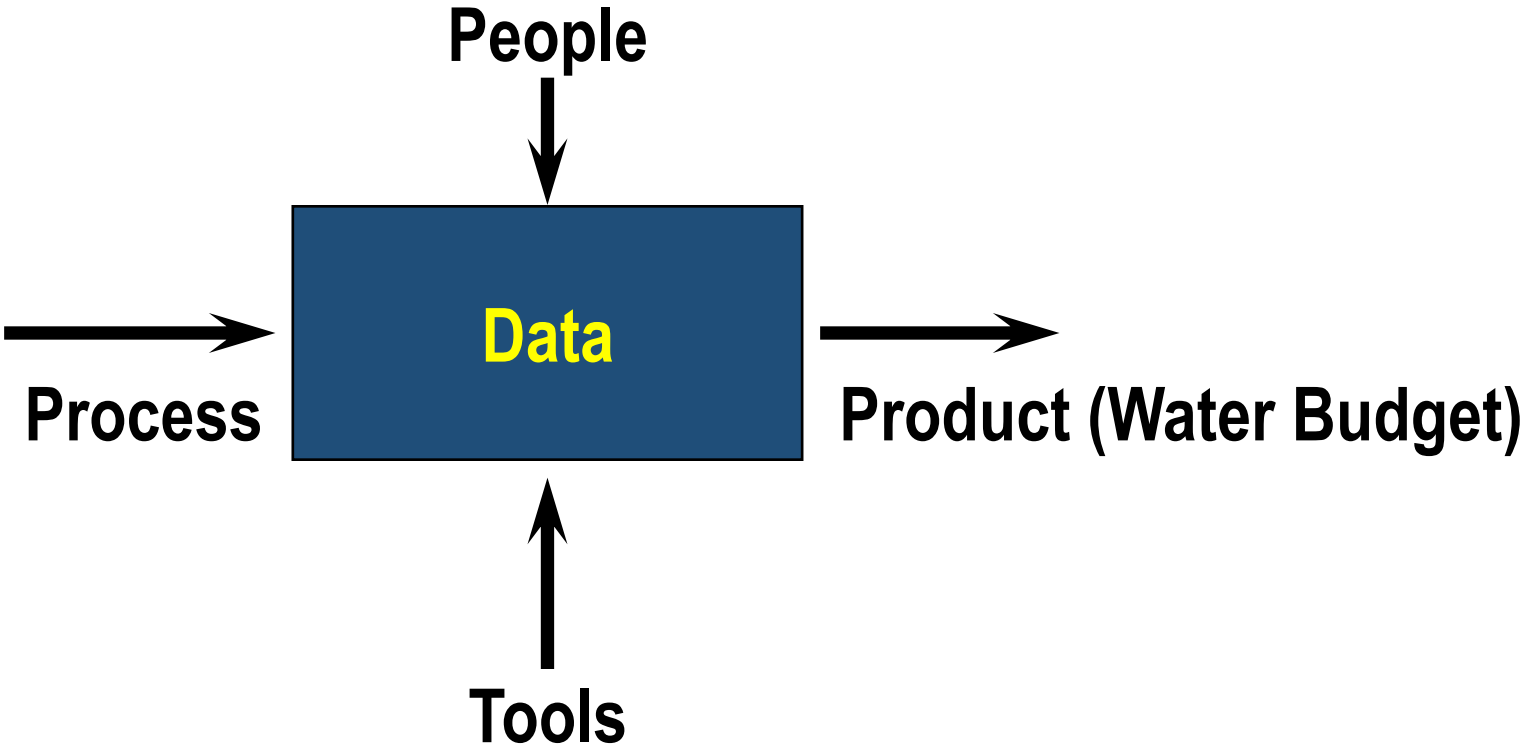 People
Data
Process
Product (Water Budget)
Tools